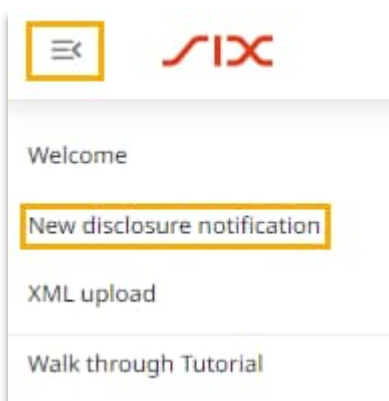 SIX
Welcome
New disclosure notification
XML upload
Walk through Tutorial